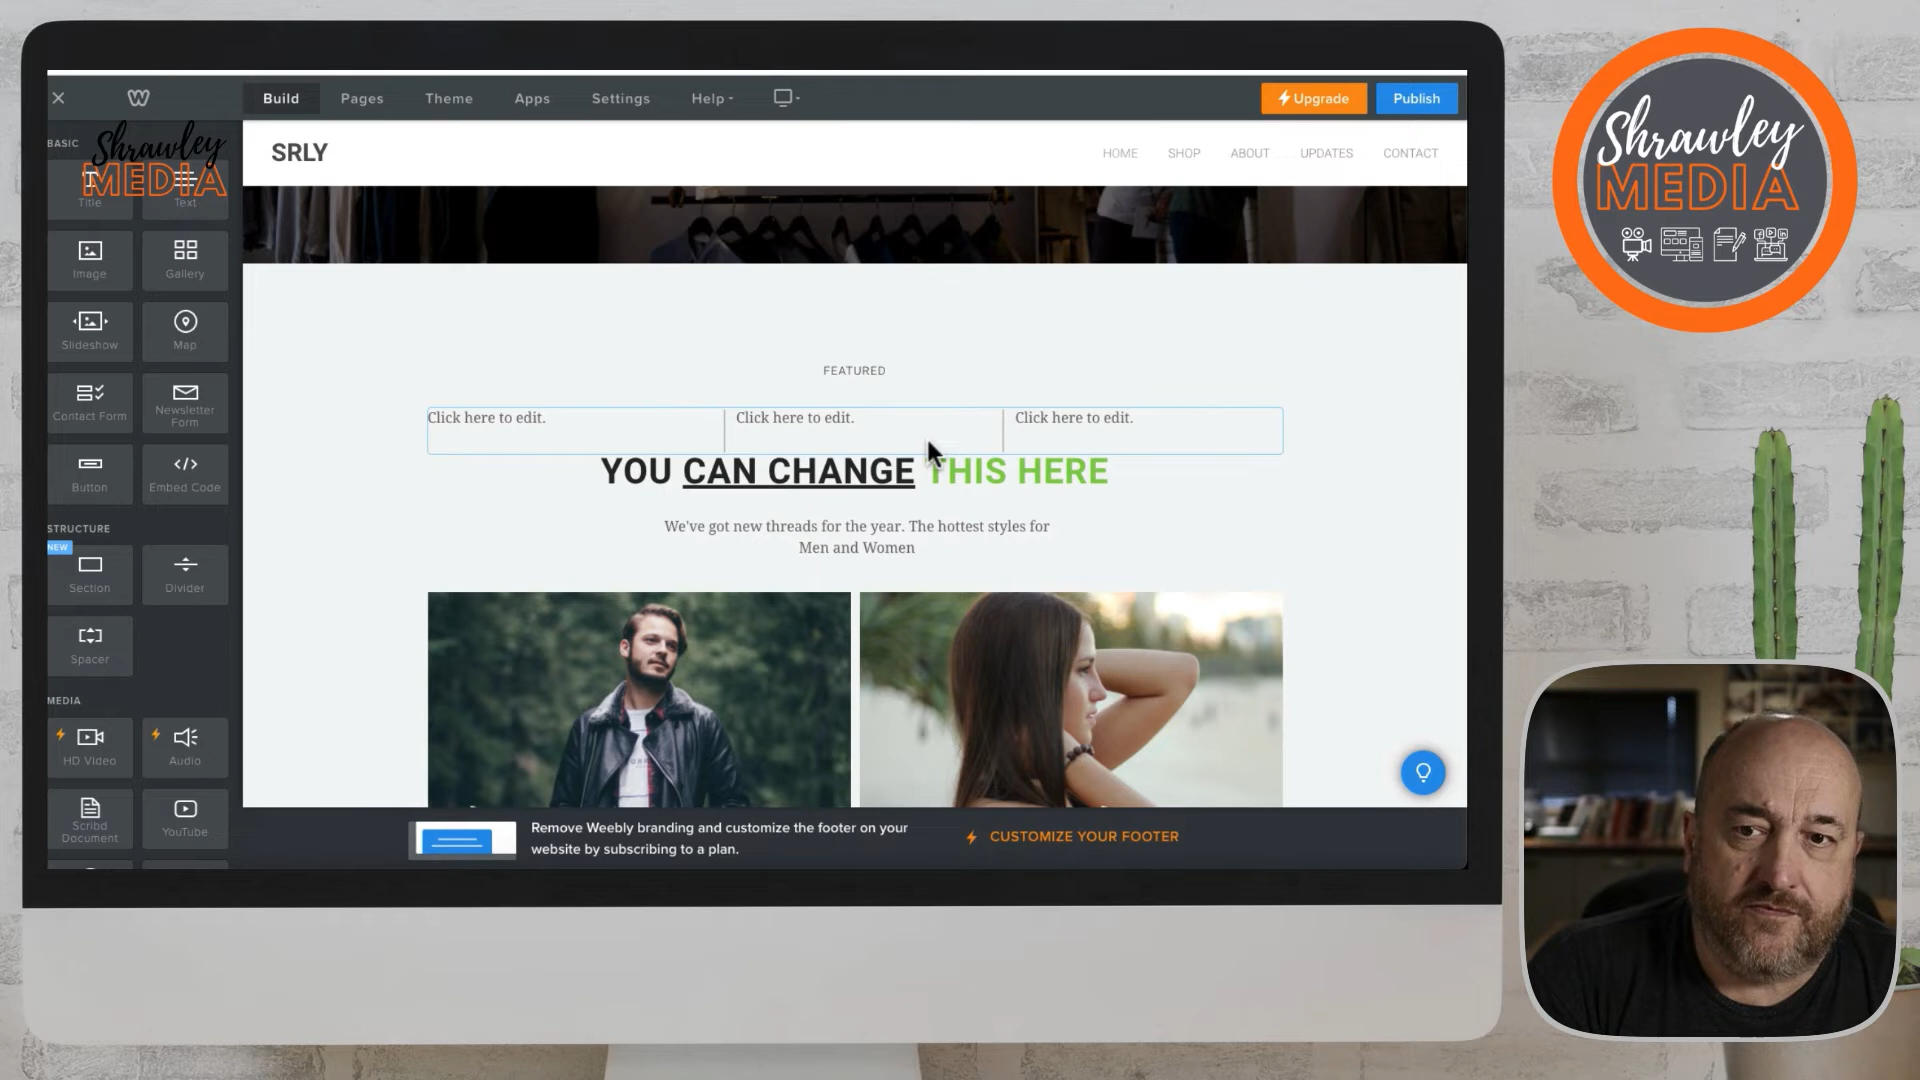 Build Pages Theme Apps Settings Help Upgrade Publish
BASIC
Shrawley
MEDIA
Title Text
Image Gallery
Slideshow Map
Contact Form Newsletter Form
Button Embed Code
STRUCTURE
NEW
Section Divider
Spacer
MEDIA
HD Video Audio
Scribd Document YouTube
SRLY
HOME SHOP ABOUT UPDATES CONTACT
FEATURED
Click here to edit. Click here to edit. Click here to edit.
YOU CAN CHANGE THIS HERE
We've got new threads for the year. The hottest styles for
Men and Women
Remove Weebly branding and customize the footer on your
website by subscribing to a plan.
CUSTOMIZE YOUR FOOTER
Shrawley
MEDIA